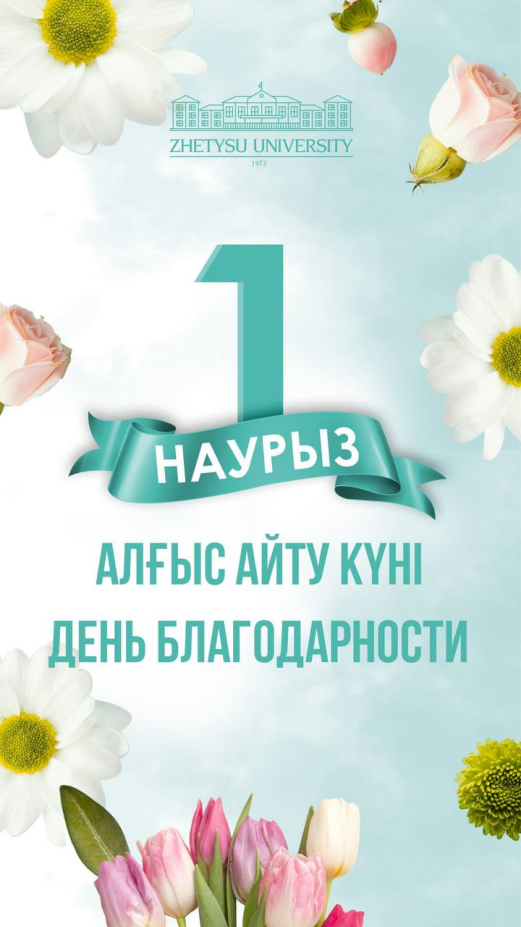 ZHETYSU UNIVERSITY
1972
1
НАУРЫЗ
АЛҒЫС АЙТУ КҮНІ
ДЕНЬ БЛАГОДАРНОСТИ